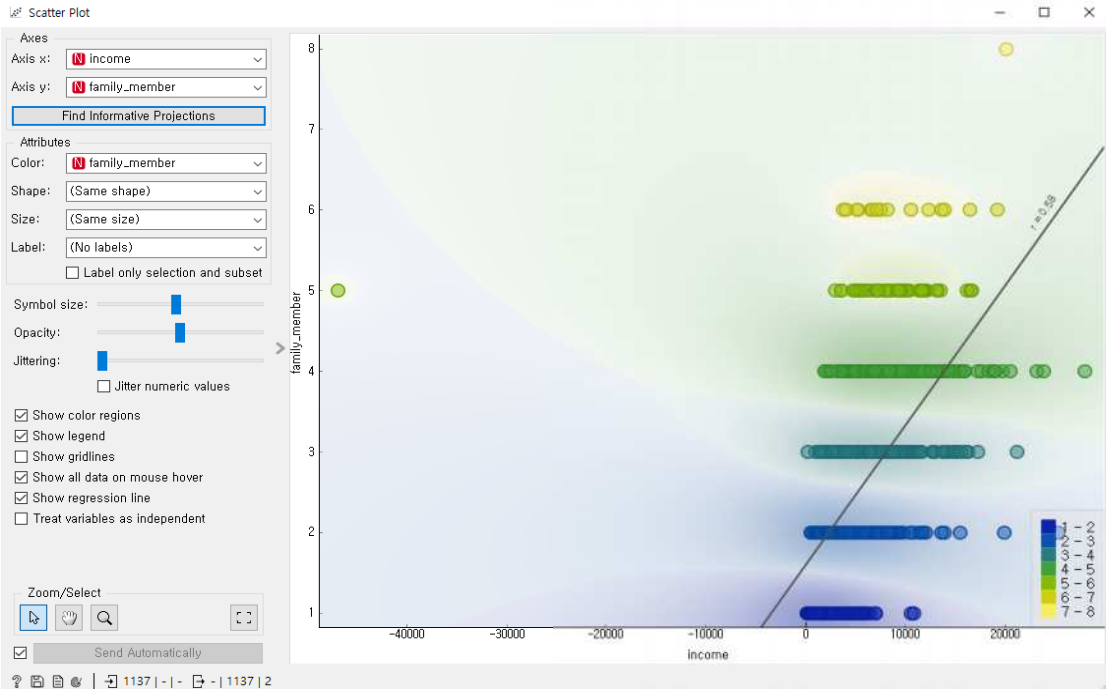 Scatter Plot
Axes
Axis x: N income
Axis y: N family_member
Find Informative Projections
Attributes
Color: N family_member
Shape: (Same shape)
Size: (Same size)
Label: (No labels)
Label only selection and subset
Symbol size:
Opacity:
Jittering:
Jitter numeric values
Show color regions
Show legend
Show gridlines
Show all data on mouse hover
Show regression line
Treat variables as independent
Zoom/Select
Send Automatically
? 1137 | - | - - | 1137 | 2
family_member
8
7
6
5
4
3
2
1
r = 0.58
1 - 2
2 - 3
3 - 4
4 - 5
5 - 6
6 - 7
7 - 8
-40000 -30000 -20000 -10000 0 10000 20000
income